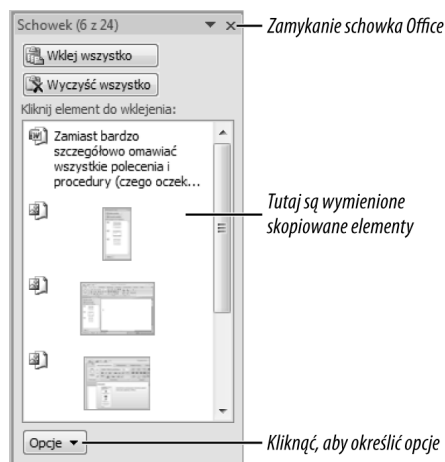 Schowek (6 z 24)
Zamykanie schowka Office
Wklej wszystko
Wyczyść wszystko
Kliknij element do wklejenia:
Zamiast bardzo
szczegółowo omawiać
wszystkie polecenia i
procedury (czego oczek...
Tutaj są wymienione
skopiowane elementy
Opcje
Kliknąć, aby określić opcje